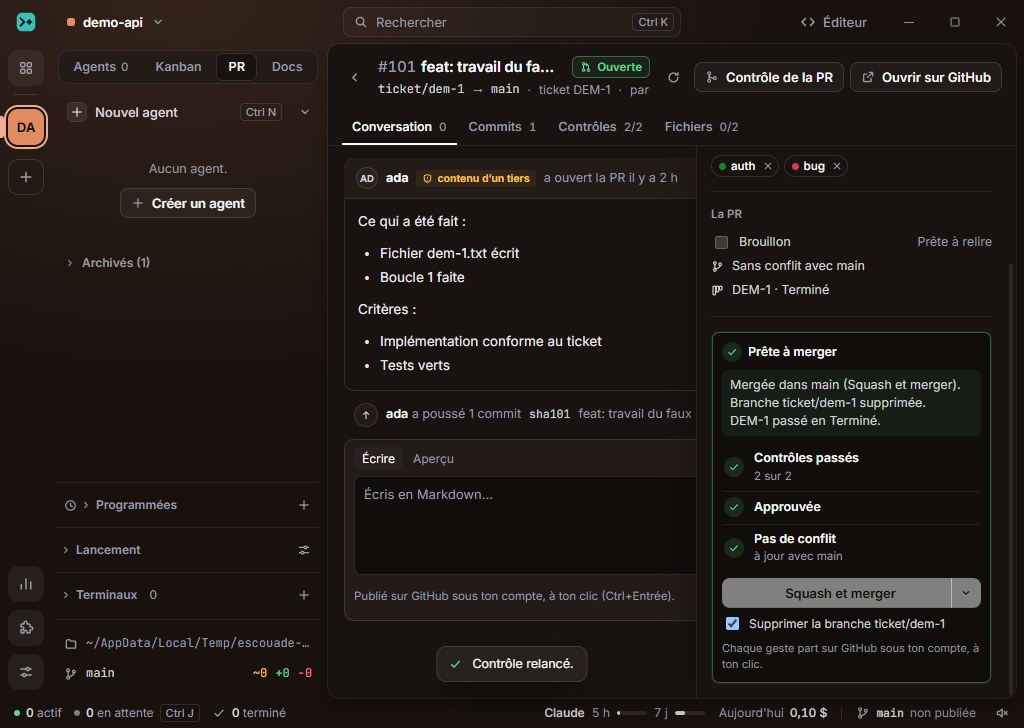 demo-api
Rechercher
Ctrl K
Éditeur
Agents 0
Kanban
PR
Docs
DA
Nouvel agent
Ctrl N
Aucun agent.
Créer un agent
Archivés (1)
Programmées
Lancement
Terminaux 0
~/AppData/Local/Temp/escouade-…
main
~0 +0 -0
#101 feat: travail du fa…
Ouverte
Contrôle de la PR
Ouvrir sur GitHub
ticket/dem-1 → main · ticket DEM-1 · par
Conversation 0
Commits 1
Contrôles 2/2
Fichiers 0/2
AD
ada
contenu d'un tiers
a ouvert la PR il y a 2 h
Ce qui a été fait :
• Fichier dem-1.txt écrit
• Boucle 1 faite
Critères :
• Implémentation conforme au ticket
• Tests verts
ada a poussé 1 commit sha101 feat: travail du faux
Écrire
Aperçu
Écris en Markdown...
Publié sur GitHub sous ton compte, à ton clic (Ctrl+Entrée).
Contrôle relancé.
auth
bug
La PR
Brouillon
Prête à relire
Sans conflit avec main
DEM-1 · Terminé
Prête à merger
Mergée dans main (Squash et merger).
Branche ticket/dem-1 supprimée.
DEM-1 passé en Terminé.
Contrôles passés
2 sur 2
Approuvée
Pas de conflit
à jour avec main
Squash et merger
Supprimer la branche ticket/dem-1
Chaque geste part sur GitHub sous ton compte, à
ton clic.
0 actif
0 en attente
Ctrl J
0 terminé
Claude 5 h
7 j
Aujourd'hui 0,10 $
main non publiée